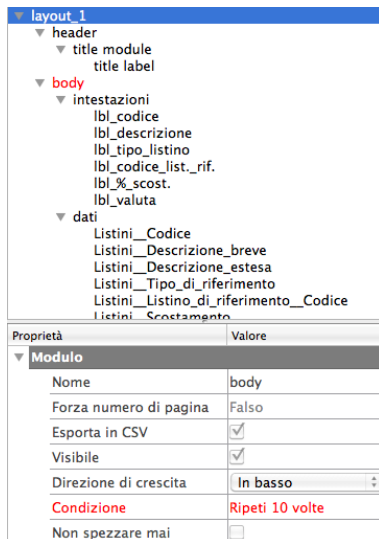 layout_1
header
title module
title label
body
intestazioni
lbl_codice
lbl_descrizione
lbl_tipo_listino
lbl_codice_list._rif.
lbl_%_scost.
lbl_valuta
dati
Listini__Codice
Listini__Descrizione_breve
Listini__Descrizione_estesa
Listini__Tipo_di_riferimento
Listini__Listino_di_riferimento__Codice
Listini__Scostamento
Proprietà Valore
Modulo
Nome body
Forza numero di pagina Falso
Esporta in CSV
Visibile
Direzione di crescita In basso
Condizione Ripeti 10 volte
Non spezzare mai